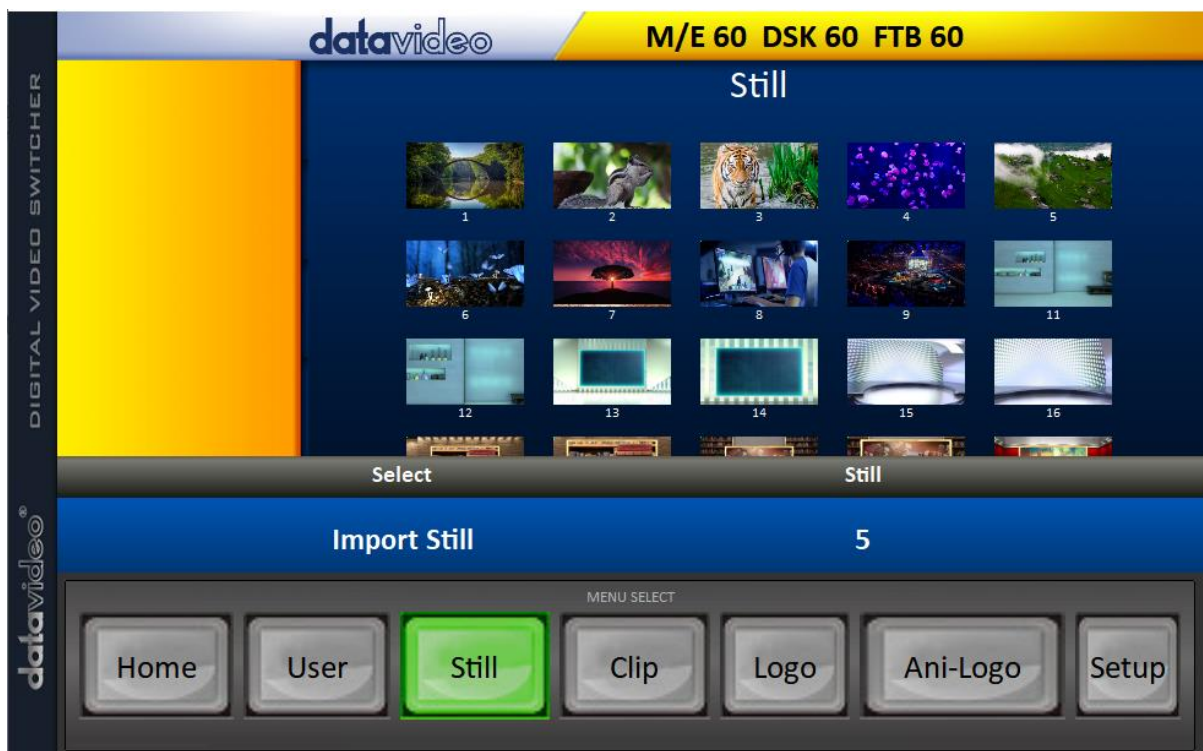 datavideo
M/E 60 DSK 60 FTB 60
Still
1 2 3 4 5
6 7 8 9 11
12 13 14 15 16
Select Still
Import Still 5
MENU SELECT
Home User Still Clip Logo Ani-Logo Setup
DIGITAL VIDEO SWITCHER
datavideo®